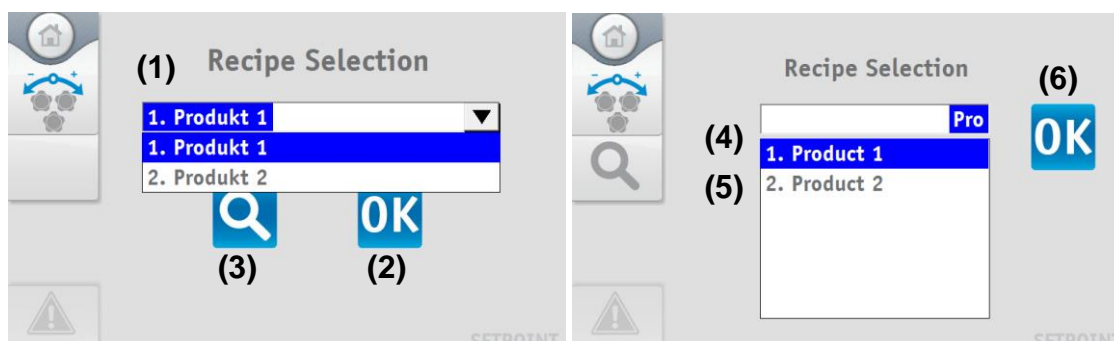 (1) Recipe Selection
1. Produkt 1
1. Produkt 1
2. Produkt 2
OK
(3) (2)
SETPOINT
Recipe Selection
(6)
Pro
OK
(4)
1. Product 1
(5)
2. Product 2
SETPOINT